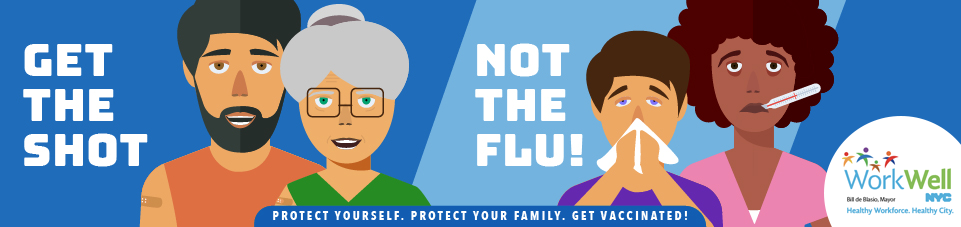 GET
THE
SHOT
NOT
THE
FLU!
PROTECT YOURSELF. PROTECT YOUR FAMILY. GET VACCINATED!
WorkWell
NYC
Bill de Blasio, Mayor
Healthy Workforce. Healthy City.